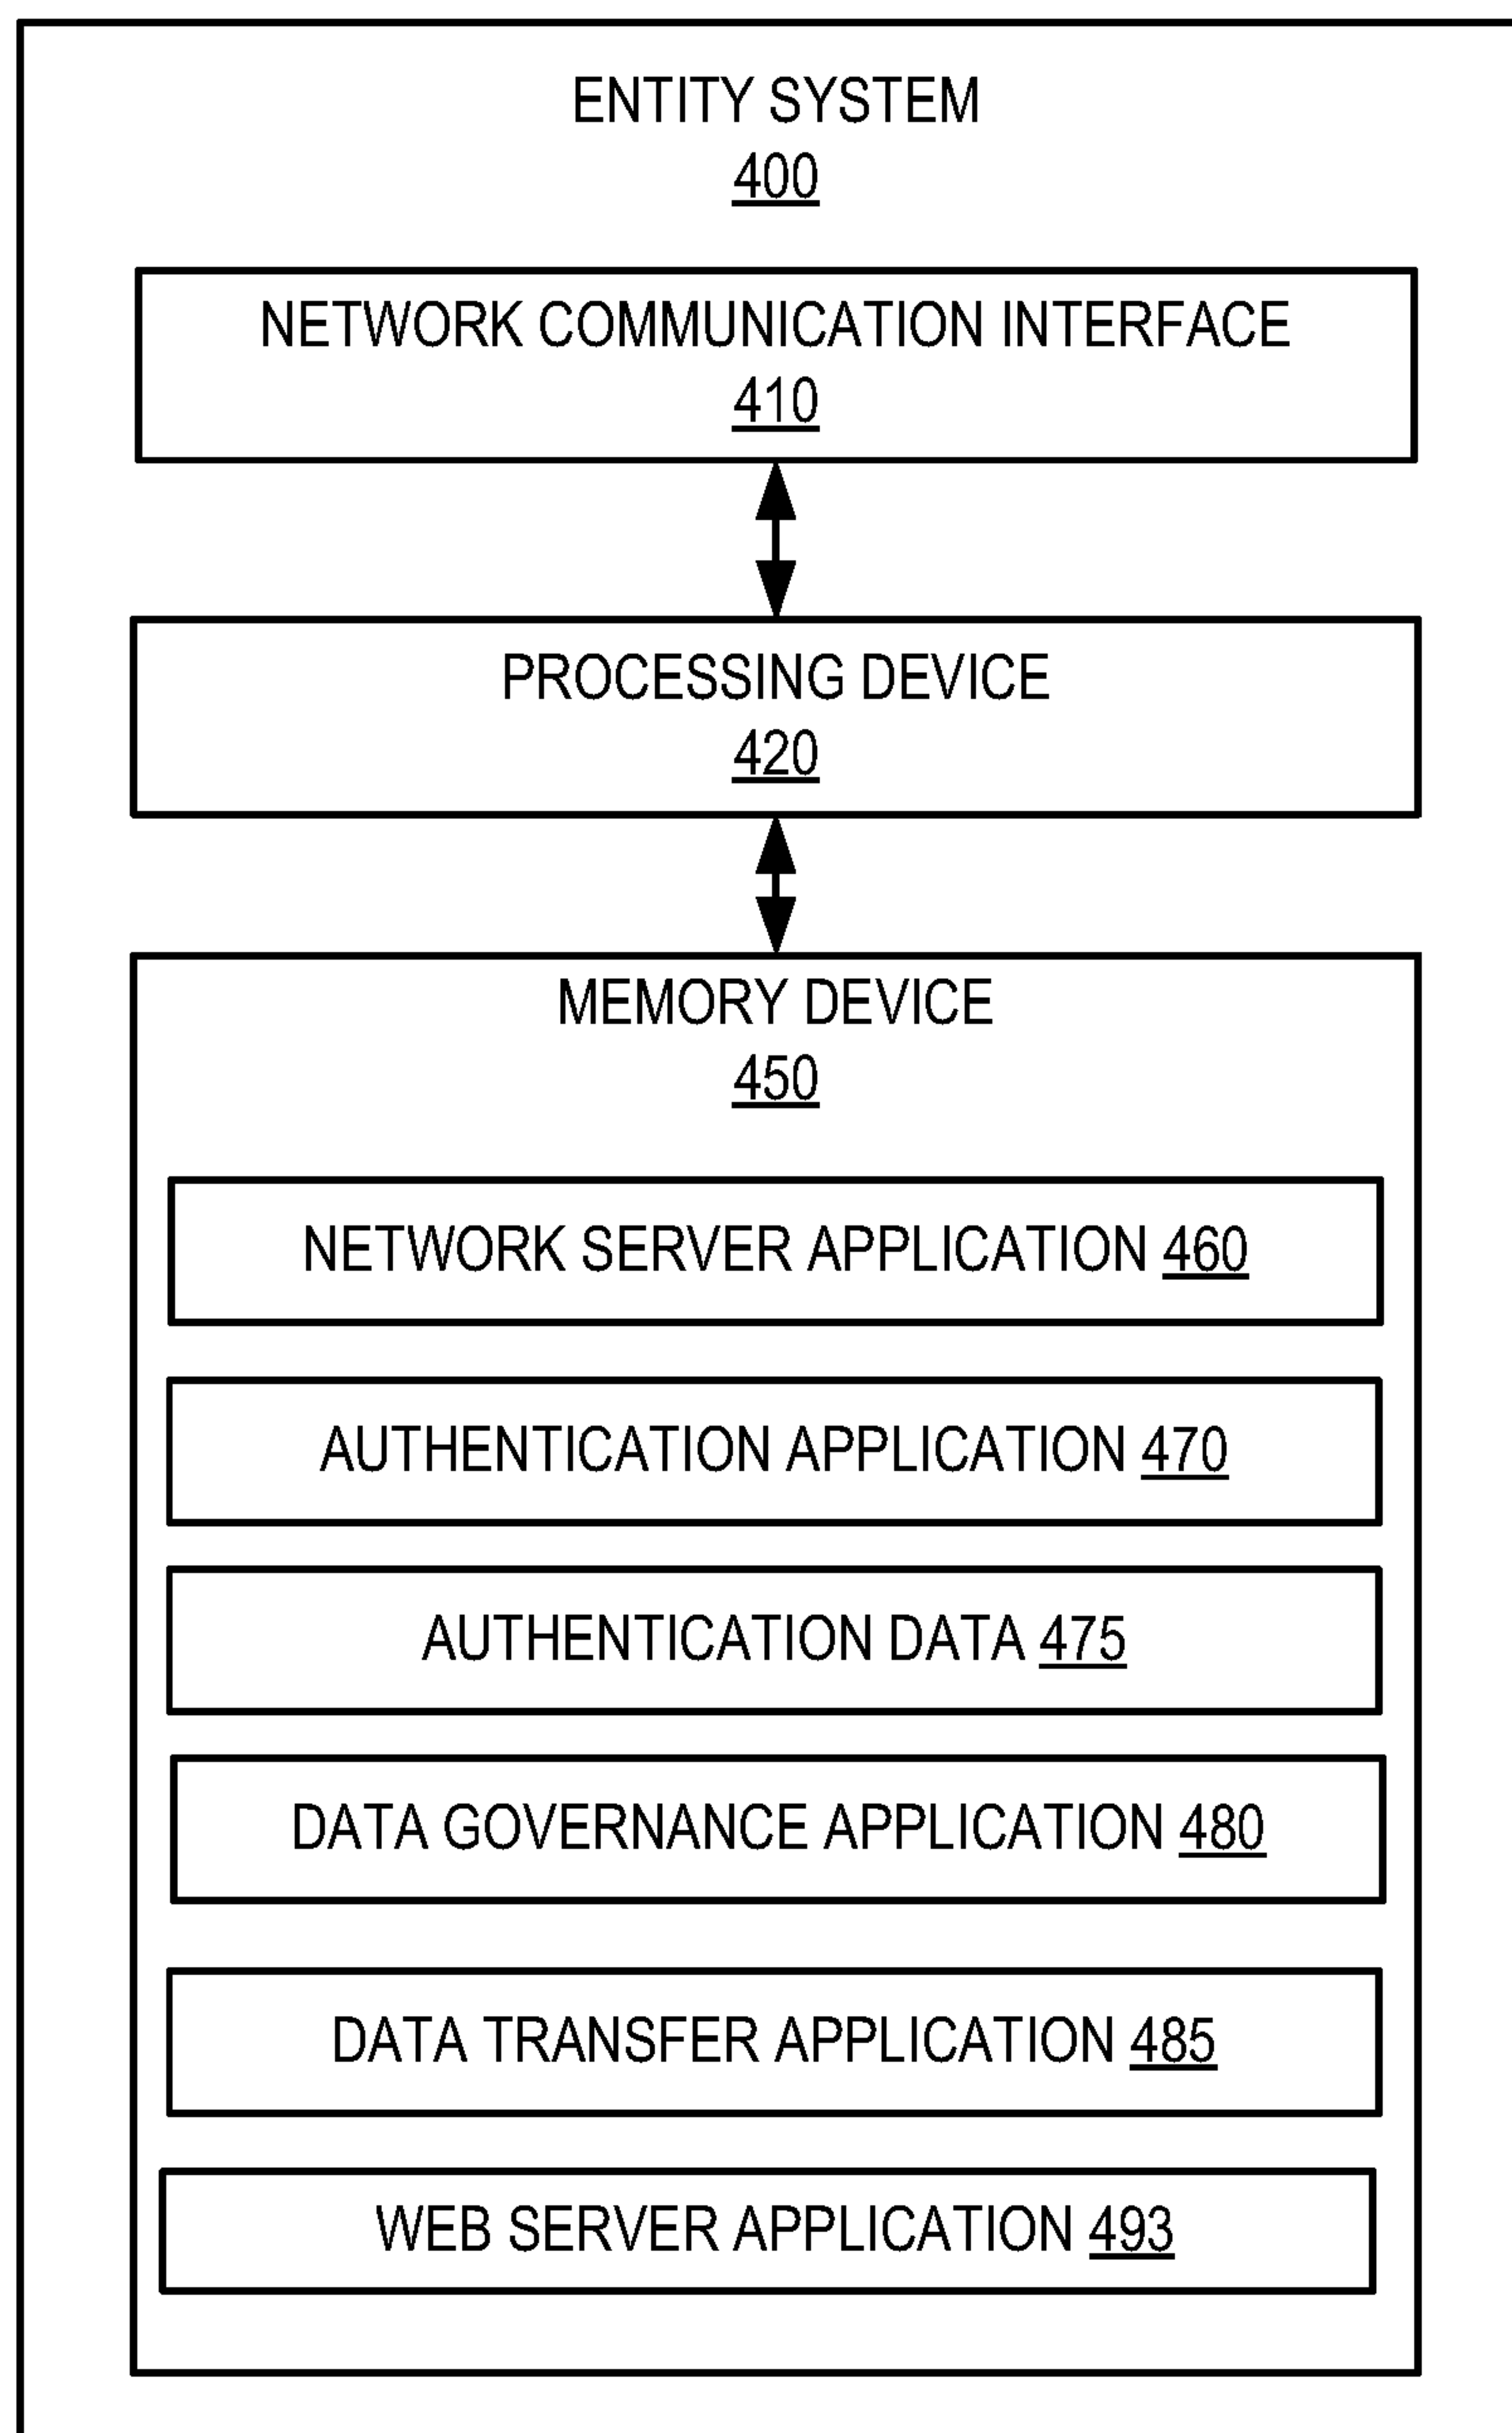 ENTITY SYSTEM
400
NETWORK COMMUNICATION INTERFACE
410
PROCESSING DEVICE
420
MEMORY DEVICE
450
NETWORK SERVER APPLICATION 460
AUTHENTICATION APPLICATION 470
AUTHENTICATION DATA 475
DATA GOVERNANCE APPLICATION 480
DATA TRANSFER APPLICATION 485
WEB SERVER APPLICATION 493